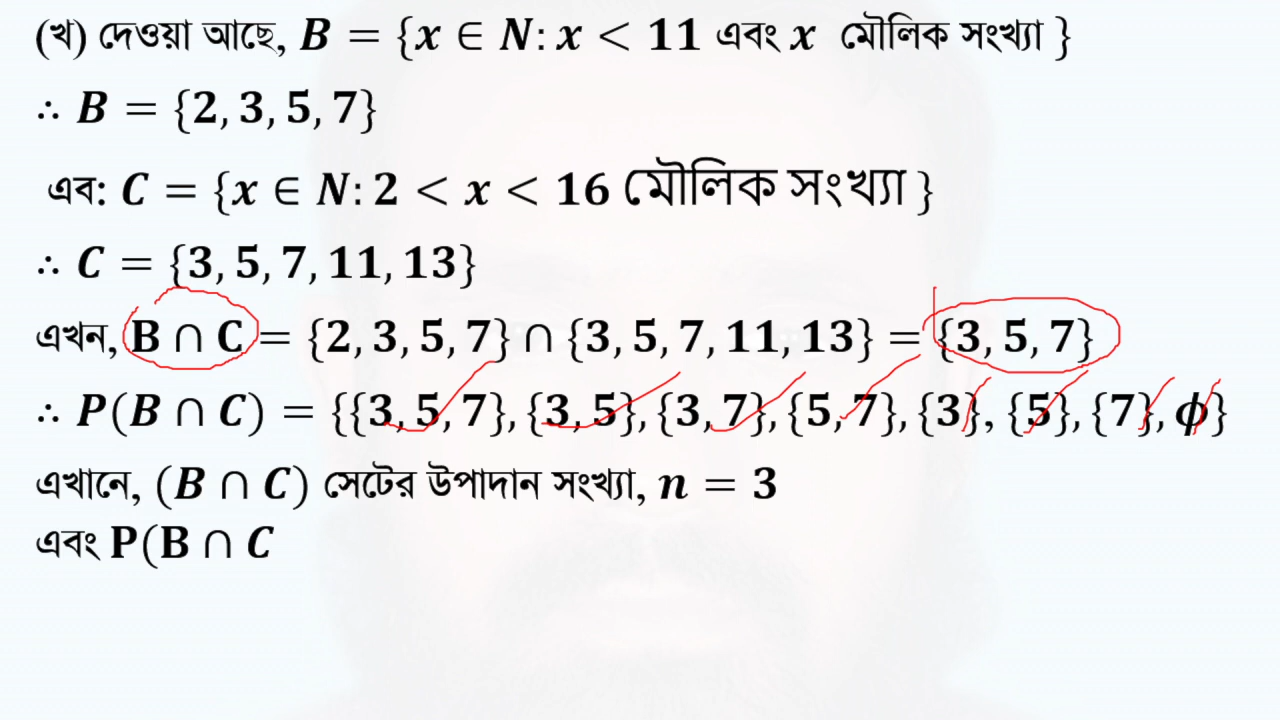 (খ) দেওয়া আছে, B = {x ∈ N: x < 11 এবং x মৌলিক সংখ্যা }
∴ B = {2, 3, 5, 7}
এব: C = {x ∈ N: 2 < x < 16 মৌলিক সংখ্যা }
∴ C = {3, 5, 7, 11, 13}
এখন, B ∩ C = {2, 3, 5, 7} ∩ {3, 5, 7, 11, 13} = {3, 5, 7}
∴ P(B ∩ C) = {{3, 5, 7}, {3, 5}, {3, 7}, {5, 7}, {3}, {5}, {7}, ϕ}
এখানে, (B ∩ C) সেটের উপাদান সংখ্যা, n = 3
এবং P(B ∩ C